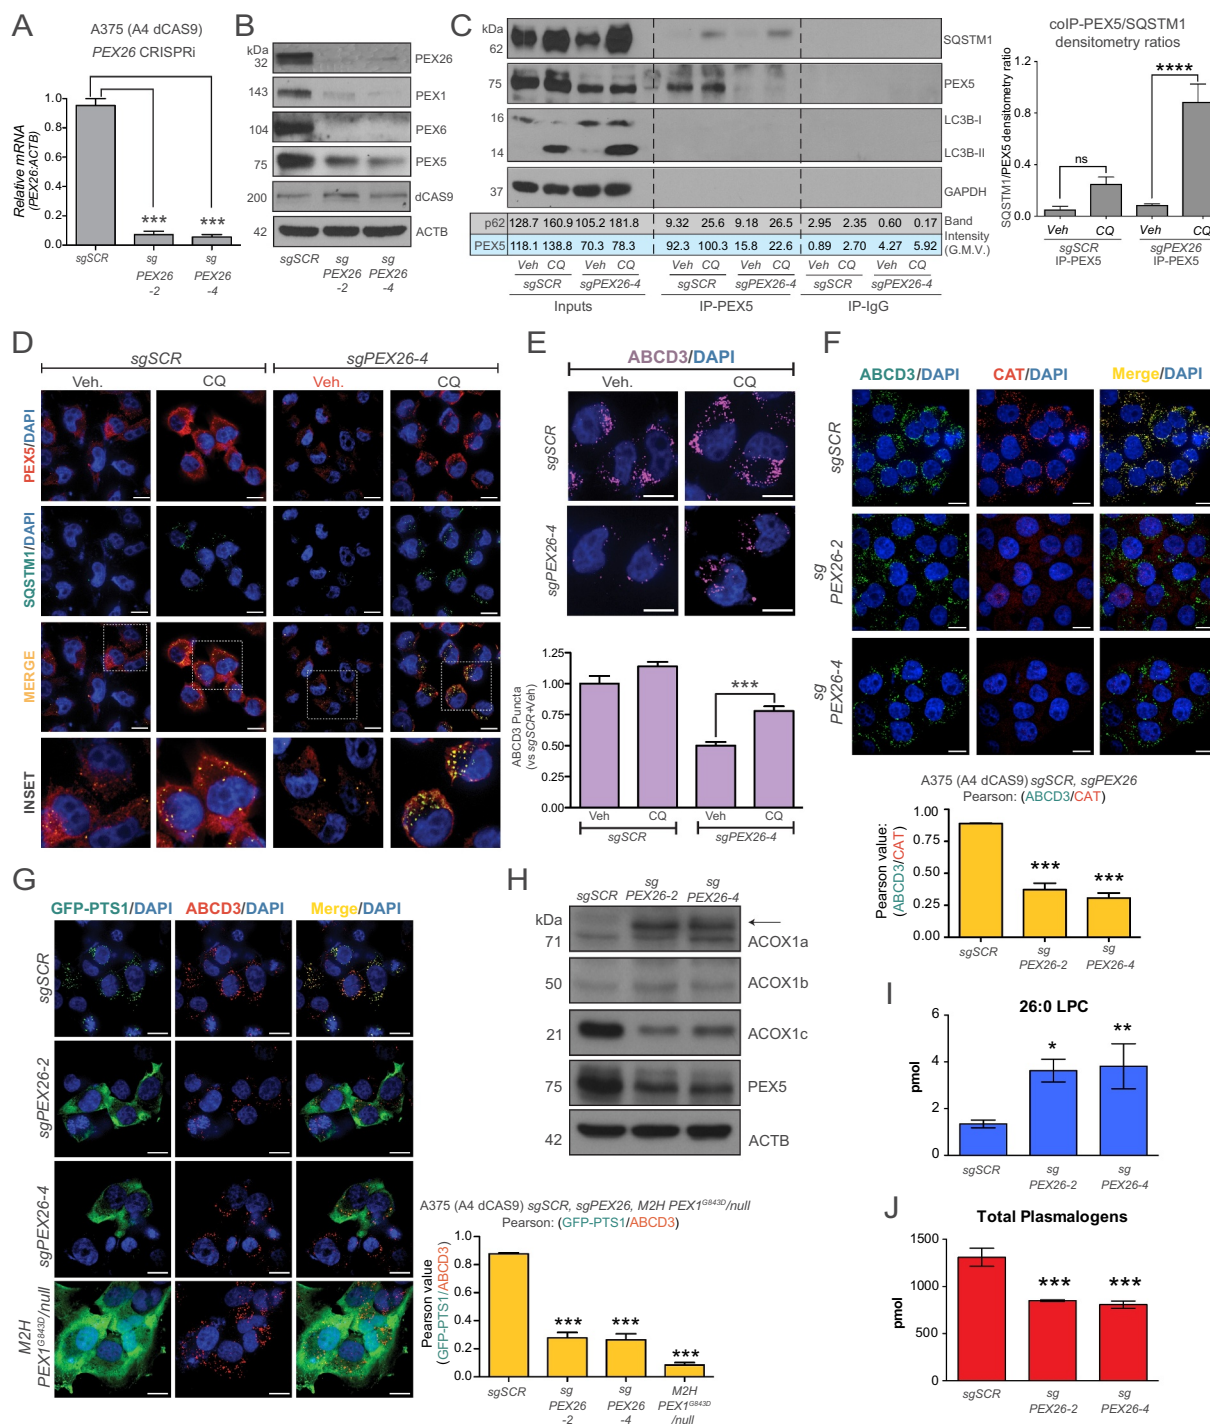 A
A375 (A4 dCAS9)
PEX26 CRISPRi
Relative mRNA
(PEX26:ACTB)
1.0
0.8
0.6
0.4
0.2
0.0
***
***
sgSCR
sg
PEX26
-2
sg
PEX26
-4
B
kDa
32
PEX26
143
PEX1
104
PEX6
75
PEX5
200
dCAS9
42
ACTB
sgSCR
sg
PEX26
-2
sg
PEX26
-4
C
kDa
62
SQSTM1
75
PEX5
16
LC3B-I
14
LC3B-II
37
GAPDH
p62 128.7 160.9 105.2 181.8 9.32 25.6 9.18 26.5 2.95 2.35 0.60 0.17 Band
Intensity
PEX5 118.1 138.8 70.3 78.3 92.3 100.3 15.8 22.6 0.89 2.70 4.27 5.92 (G.M.V.)
Veh CQ Veh CQ Veh CQ Veh CQ Veh CQ Veh CQ
sgSCR sgPEX26-4 sgSCR sgPEX26-4 sgSCR sgPEX26-4
Inputs IP-PEX5 IP-IgG
coIP-PEX5/SQSTM1
densitometry ratios
SQSTM1/PEX5 densitometry ratio
1.2
0.8
0.4
0.0
ns
****
Veh CQ Veh CQ
sgSCR sgPEX26
IP-PEX5 IP-PEX5
D
sgSCR sgPEX26-4
Veh. CQ Veh. CQ
PEX5/DAPI
SQSTM1/DAPI
MERGE
INSET
E
ABCD3/DAPI
Veh. CQ
sgSCR
sgPEX26-4
ABCD3 Puncta
(vs sgSCR+Veh)
1.25
1.00
0.75
0.50
0.25
0.00
***
Veh CQ Veh CQ
sgSCR sgPEX26-4
F
ABCD3/DAPI CAT/DAPI Merge/DAPI
sgSCR
sg
PEX26-2
sg
PEX26-4
A375 (A4 dCAS9) sgSCR, sgPEX26
Pearson: (ABCD3/CAT)
Pearson value:
(ABCD3/CAT)
1.00
0.75
0.50
0.25
0.00
***
***
sgSCR
sg
PEX26-2
sg
PEX26-4
G
GFP-PTS1/DAPI ABCD3/DAPI Merge/DAPI
sgSCR
sgPEX26-2
sgPEX26-4
M2H
PEX1G843D/null
A375 (A4 dCAS9) sgSCR, sgPEX26, M2H PEX1G843D/null
Pearson: (GFP-PTS1/ABCD3)
Pearson value
(GFP-PTS1/ABCD3)
1.0
0.8
0.6
0.4
0.2
0.0
***
***
***
sgSCR
sg
PEX26
-2
sg
PEX26
-4
M2H
PEX1G843D
/null
H
sgSCR
sg
PEX26-2
sg
PEX26-4
kDa
71
ACOX1a
50
ACOX1b
21
ACOX1c
75
PEX5
42
ACTB
I
26:0 LPC
pmol
6
4
2
0
*
**
sgSCR
sg
PEX26-2
sg
PEX26-4
J
Total Plasmalogens
pmol
1500
1000
500
0
***
***
sgSCR
sg
PEX26-2
sg
PEX26-4